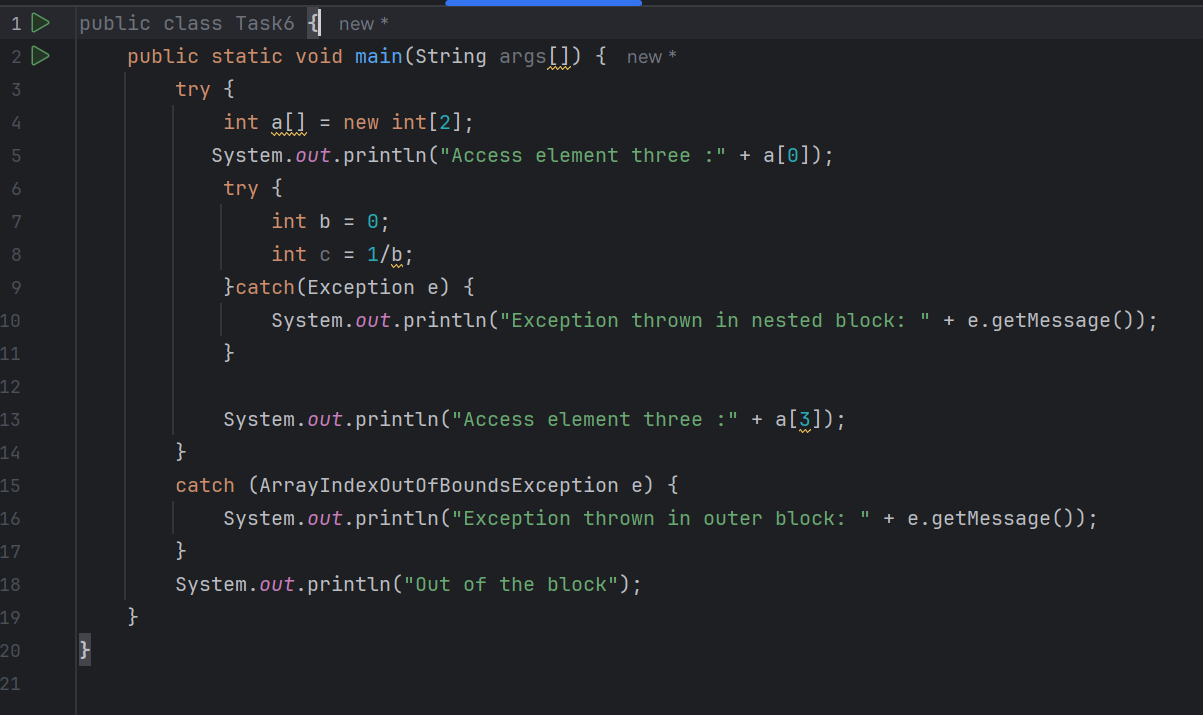 1 public class Task6 { new *
2 public static void main(String args[]) { new *
3 try {
4 int a[] = new int[2];
5 System.out.println("Access element three :" + a[0]);
6 try {
7 int b = 0;
8 int c = 1/b;
9 }catch(Exception e) {
10 System.out.println("Exception thrown in nested block: " + e.getMessage());
11 }
12
13 System.out.println("Access element three :" + a[3]);
14 }
15 catch (ArrayIndexOutOfBoundsException e) {
16 System.out.println("Exception thrown in outer block: " + e.getMessage());
17 }
18 System.out.println("Out of the block");
19 }
20 }
21